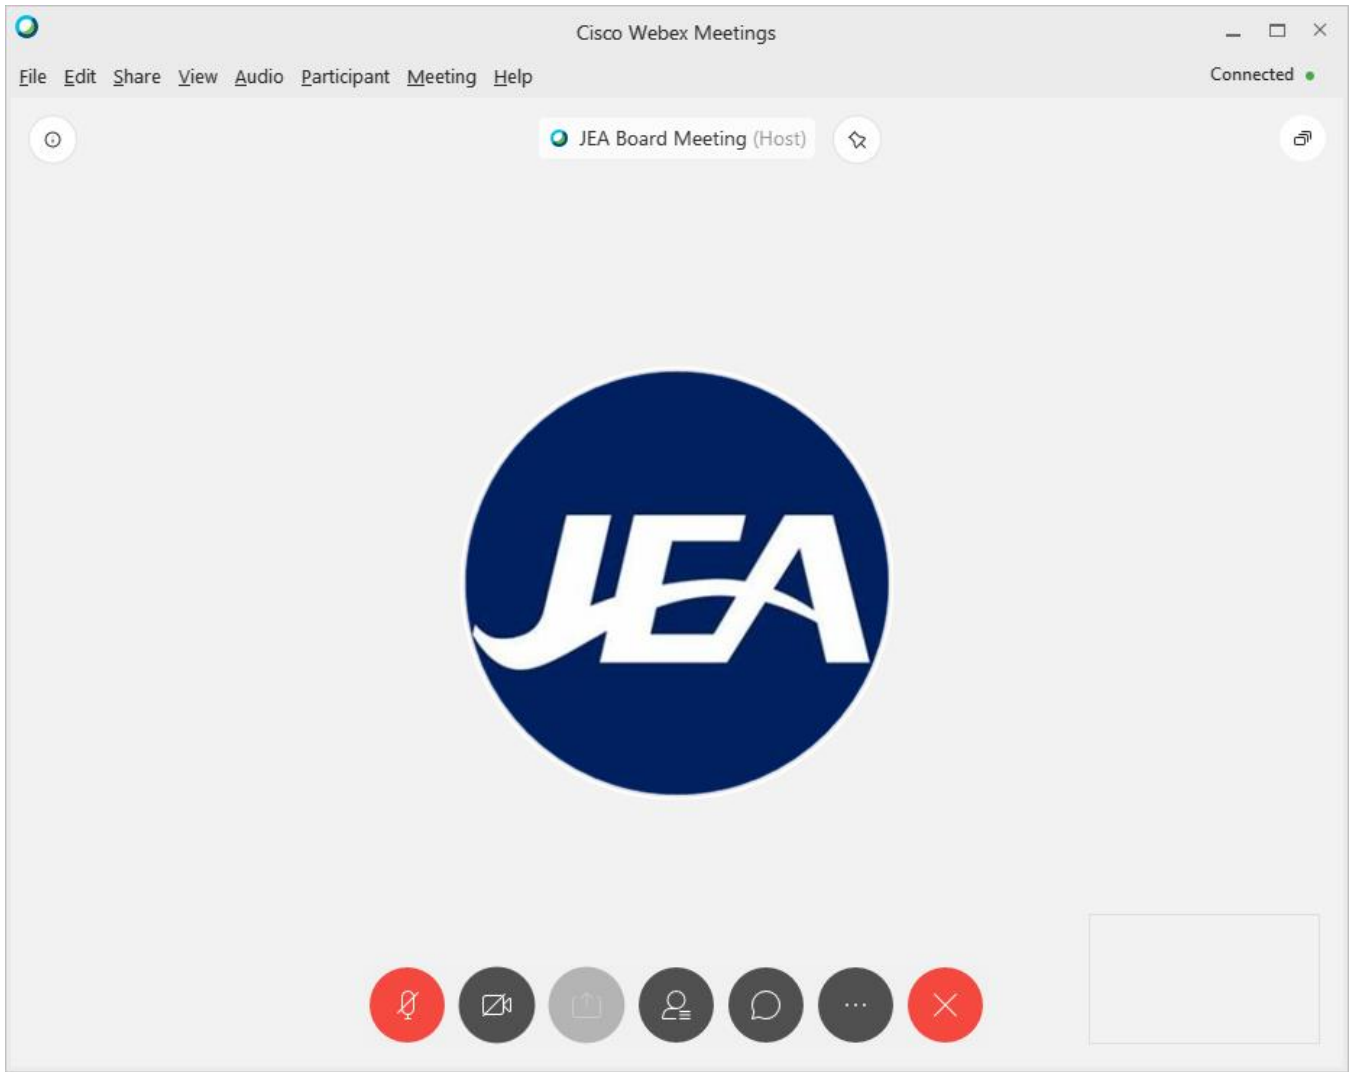 Cisco Webex Meetings
File Edit Share View Audio Participant Meeting Help
Connected
JEA Board Meeting (Host)
JEA